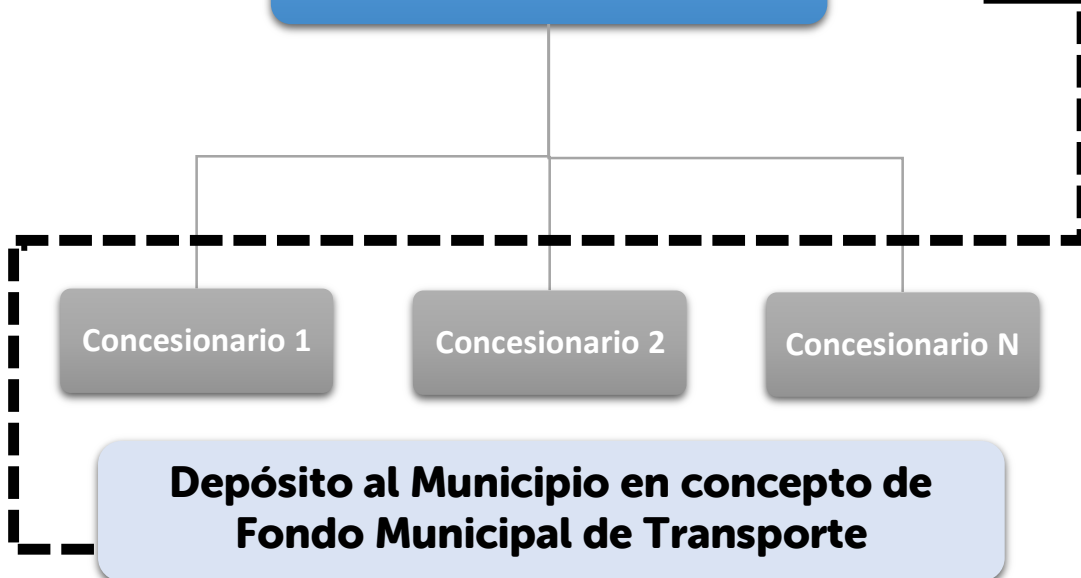 Concesionario 1
Concesionario 2
Concesionario N
Depósito al Municipio en concepto de
Fondo Municipal de Transporte